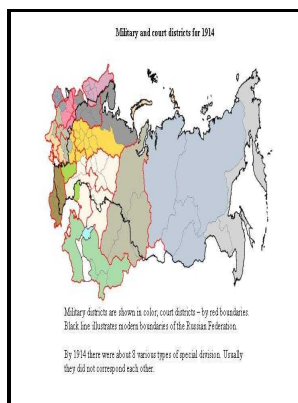 Military and court districts for 1914
Military districts are shown in color, court districts – by red boundaries.
Black line illustrates modern boundaries of the Russian Federation.
By 1914 there were about 8 various types of special division. Usually
they did not correspond each other.